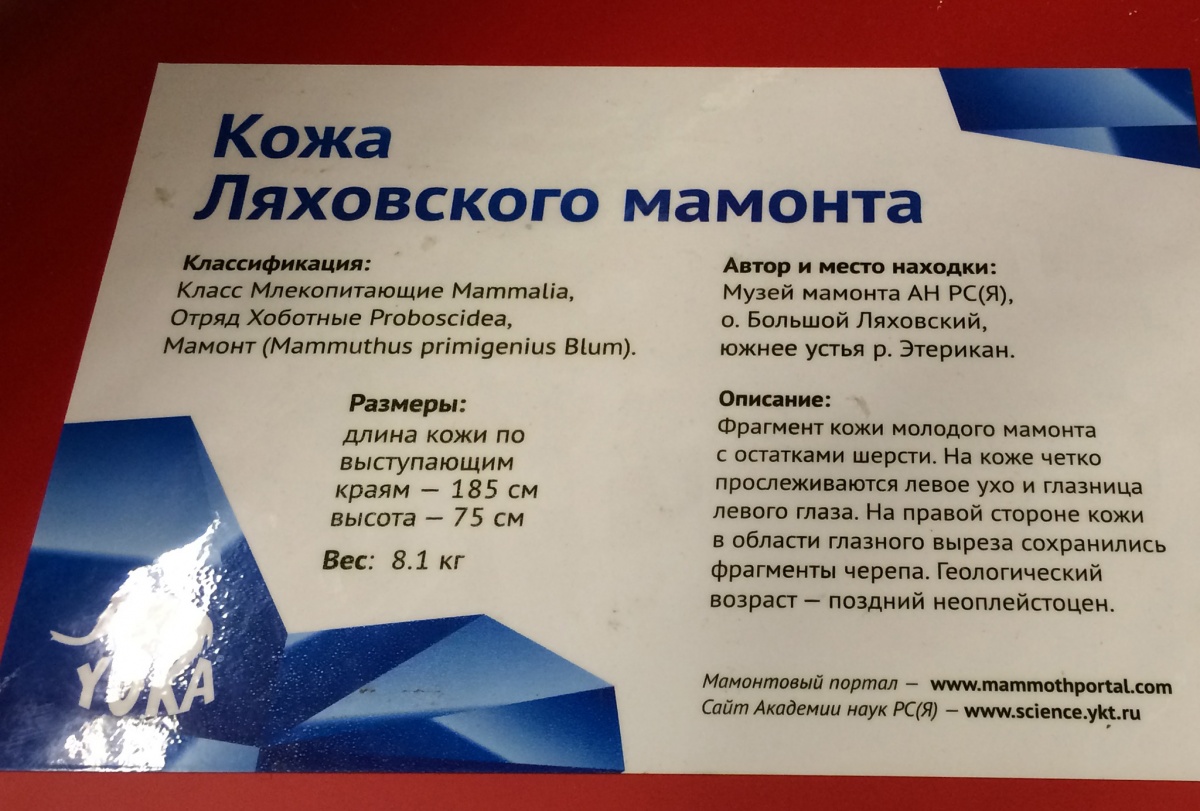 Кожа
Ляховского мамонта
Классификация:
Класс Млекопитающие Mammalia,
Отряд Хоботные Proboscidea,
Мамонт (Mammuthus primigenius Blum).
Размеры:
длина кожи по
выступающим
краям — 185 см
высота — 75 см
Вес: 8.1 кг
Автор и место находки:
Музей мамонта АН РС(Я),
о. Большой Ляховский,
южнее устья р. Этерикан.
Описание:
Фрагмент кожи молодого мамонта
с остатками шерсти. На коже четко
прослеживаются левое ухо и глазница
левого глаза. На правой стороне кожи
в области глазного выреза сохранились
фрагменты черепа. Геологический
возраст — поздний неоплейстоцен.
Мамонтовый портал — www.mammothportal.com
Сайт Академии наук РС(Я) — www.science.ykt.ru
YUKA